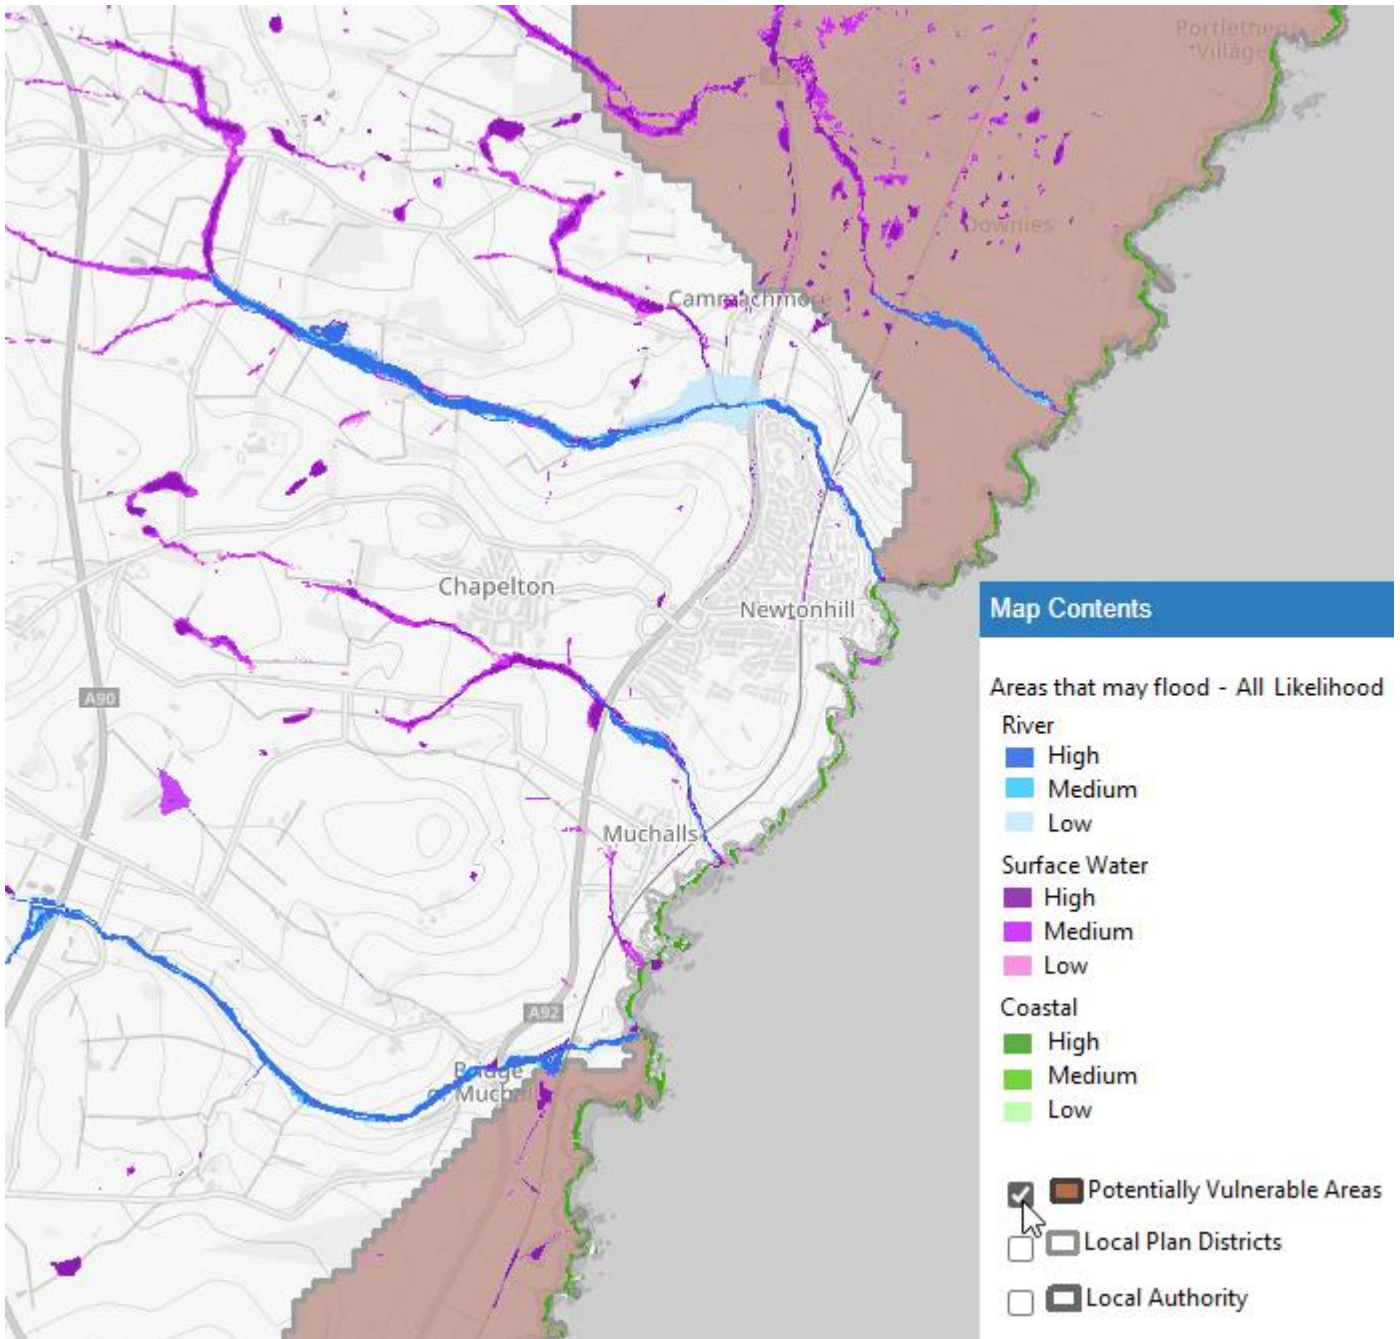 Portlethen
Village
Downies
Cammachmore
Chapelton
Newtonhill
A90
Muchalls
A92
Bridge
of Muchalls
Map Contents
Areas that may flood - All Likelihood
River
High
Medium
Low
Surface Water
High
Medium
Low
Coastal
High
Medium
Low
Potentially Vulnerable Areas
Local Plan Districts
Local Authority